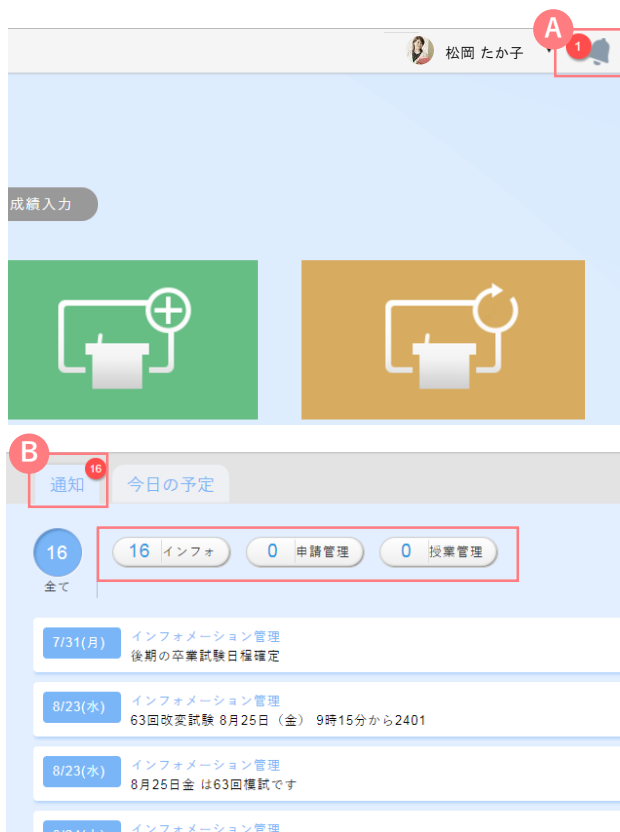 A
松岡 たか子
1
成績入力
B
通知
16
今日の予定
16
全て
16 インフォ
0 申請管理
0 授業管理
7/31(月)
インフォメーション管理
後期の卒業試験日程確定
8/23(水)
インフォメーション管理
63回改変試験 8月25日（金） 9時15分から2401
8/23(水)
インフォメーション管理
8月25日金 は63回模試です
インフォメーション管理